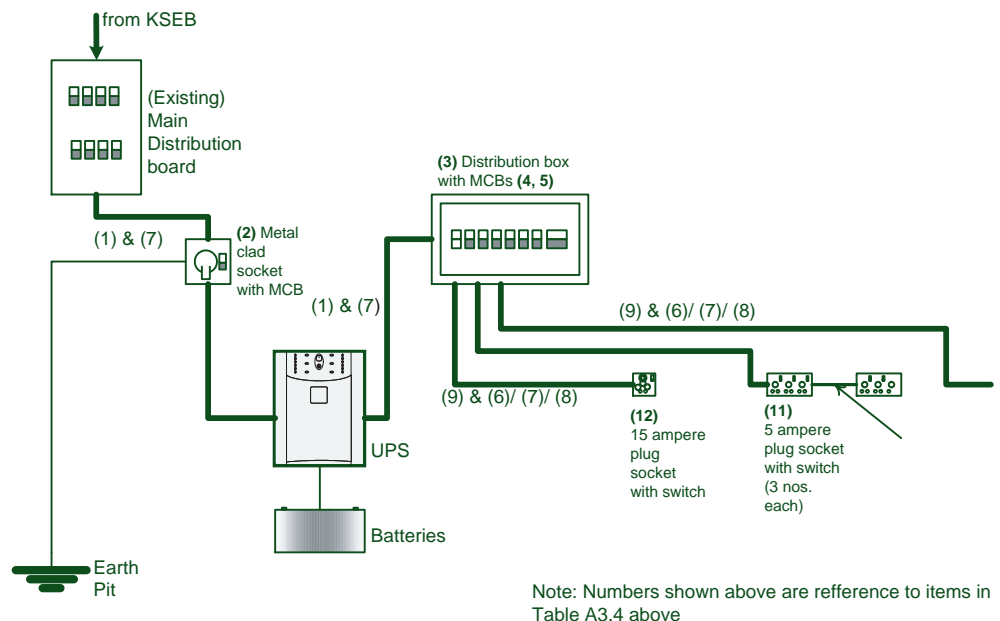 from KSEB
(Existing)
Main
Distribution
board
(1) & (7)
(2) Metal
clad
socket
with MCB
(1) & (7)
(3) Distribution box
with MCBs (4, 5)
(9) & (6)/ (7)/ (8)
(9) & (6)/ (7)/ (8)
(12)
15 ampere
plug
socket
with switch
(11)
5 ampere
plug socket
with switch
(3 nos.
each)
UPS
Batteries
Earth
Pit
Note: Numbers shown above are refference to items in
Table A3.4 above